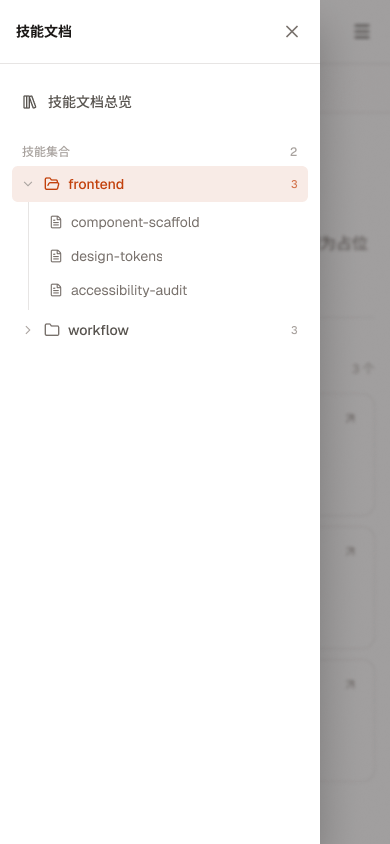 技能文档
技能文档总览
技能集合 2
frontend 3
component-scaffold
design-tokens
accessibility-audit
workflow 3
为占位
3 个